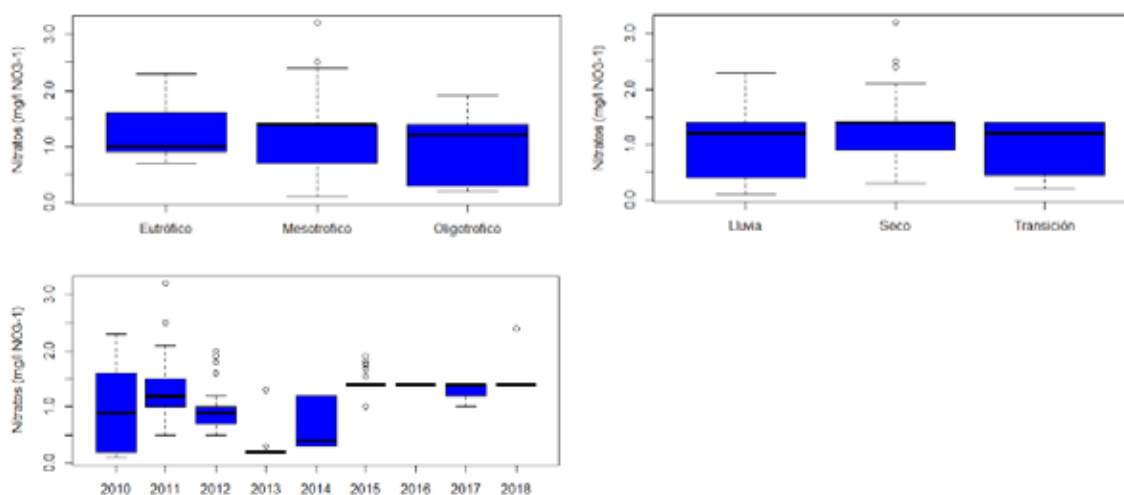 Nitratos (mg/l NO3-1)
0.0 1.0 2.0 3.0
Eutrófico Mesotrofico Oligotrofico
Nitratos (mg/l NO3-1)
0.0 1.0 2.0 3.0
Lluvia Seco Transición
Nitratos (mg/l NO3-1)
0.0 1.0 2.0 3.0
2010 2011 2012 2013 2014 2015 2016 2017 2018